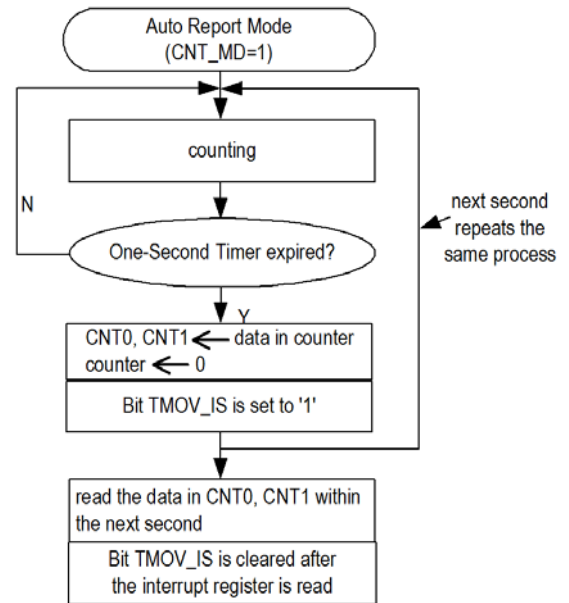 Auto Report Mode
(CNT_MD=1)
counting
N
next second
repeats the
same process
One-Second Timer expired?
Y
CNT0, CNT1 ← data in counter
counter ← 0
Bit TMOV_IS is set to '1'
read the data in CNT0, CNT1 within
the next second
Bit TMOV_IS is cleared after
the interrupt register is read